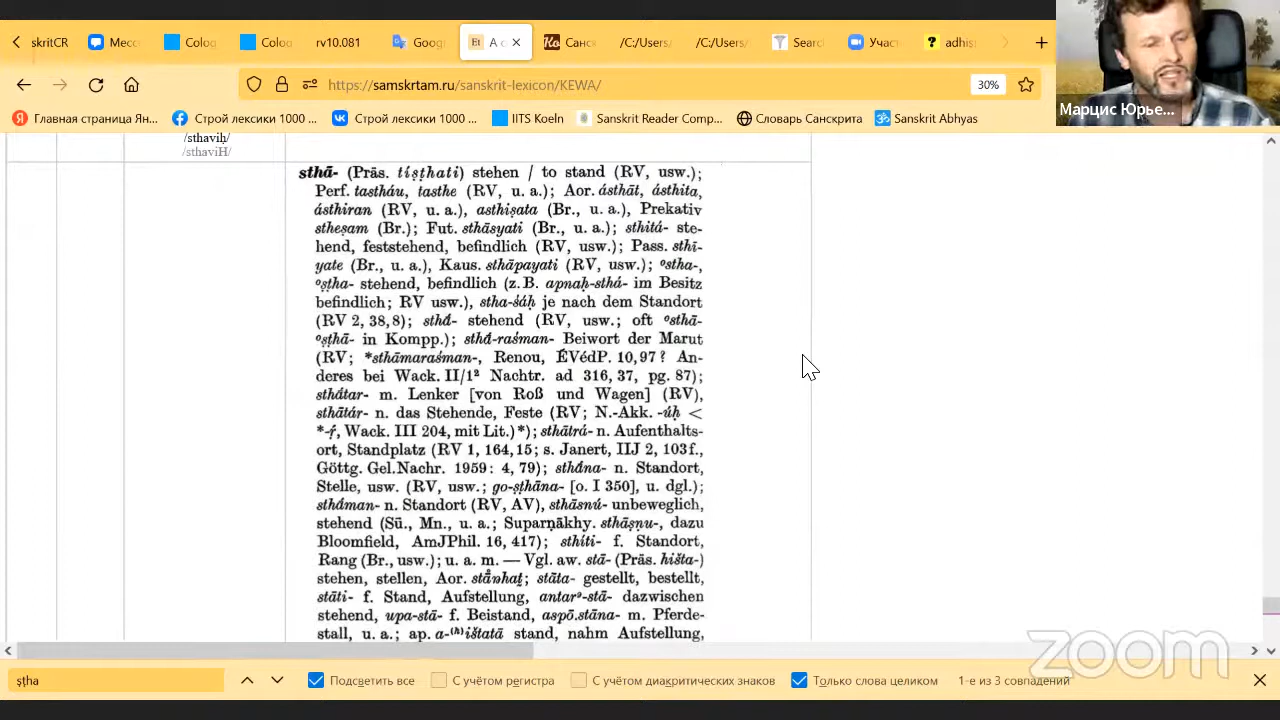 skritCR
Месс
Colog
Colog
rv10.081
Goog
A c
Санск
/C:/Users/
/C:/Users/
Searc
Учас
adhis
https://samskrtam.ru/sanskrit-lexicon/KEWA/
30%
Главная страница Ян...
Строй лексики 1000 ...
Строй лексики 1000 ...
IITS Koeln
Sanskrit Reader Comp...
Словарь Санскрита
Sanskrit Abhyas
Марцис Юрье...
/sthaviḥ/
/sthaviH/
sthā- (Präs. tíṣṭhati) stehen / to stand (RV, usw.);
Perf. tastháu, tasthe (RV, u. a.); Aor. ásthāt, ásthita,
ásthiran (RV, u. a.), asthiṣata (Br., u. a.), Prekativ
stheṣam (Br.); Fut. sthāsyati (Br., u. a.); sthitá- ste-
hend, feststehend, befindlich (RV, usw.); Pass. sthī-
yate (Br., u. a.), Kaus. sthāpayati (RV, usw.); °stha-,
°ṣṭha- stehend, befindlich (z. B. apnaḥ-sthá- im Besitz
befindlich; RV usw.), stha-śáḥ je nach dem Standort
(RV 2, 38, 8); sthā́- stehend (RV, usw.; oft °sthā-
°ṣṭhā- in Kompp.); sthā́-raśman- Beiwort der Marut
(RV; *sthāmaraśman-, Renou, ÉVédP. 10, 97? An-
deres bei Wack. II/1² Nachtr. ad 316, 37, pg. 87);
sthā́tar- m. Lenker [von Roß und Wagen] (RV),
sthātár- n. das Stehende, Feste (RV; N.-Akk. -úḥ <
*-ŕ̥, Wack. III 204, mit Lit.)*); sthātrá- n. Aufenthalts-
ort, Standplatz (RV 1, 164, 15; s. Janert, IIJ 2, 103f.,
Göttg. Gel.Nachr. 1959: 4, 79); sthā́na- n. Standort,
Stelle, usw. (RV, usw.; go-ṣṭhāna- [o. I 350], u. dgl.);
sthā́man- n. Standort (RV, AV), sthāsnú- unbeweglich,
stehend (Sū., Mn., u. a.; Suparṇākhy. sthāṣṇu-, dazu
Bloomfield, AmJPhil. 16, 417); sthíti- f. Standort,
Rang (Br., usw.); u. a. m. — Vgl. aw. stā- (Präs. hišta-)
stehen, stellen, Aor. stā̊ŋhat̰; stāta- gestellt, bestellt,
stāti- f. Stand, Aufstellung, antarᵊ-stā- dazwischen
stehend, upa-stā- f. Beistand, aspō.stāna- m. Pferde-
stall, u. a.; ap. a-⁽ʰ⁾ištatā stand, nahm Aufstellung,
zoom
ṣṭha
Подсветить все
С учётом регистра
С учётом диакритических знаков
Только слова целиком
1-е из 3 совпадений